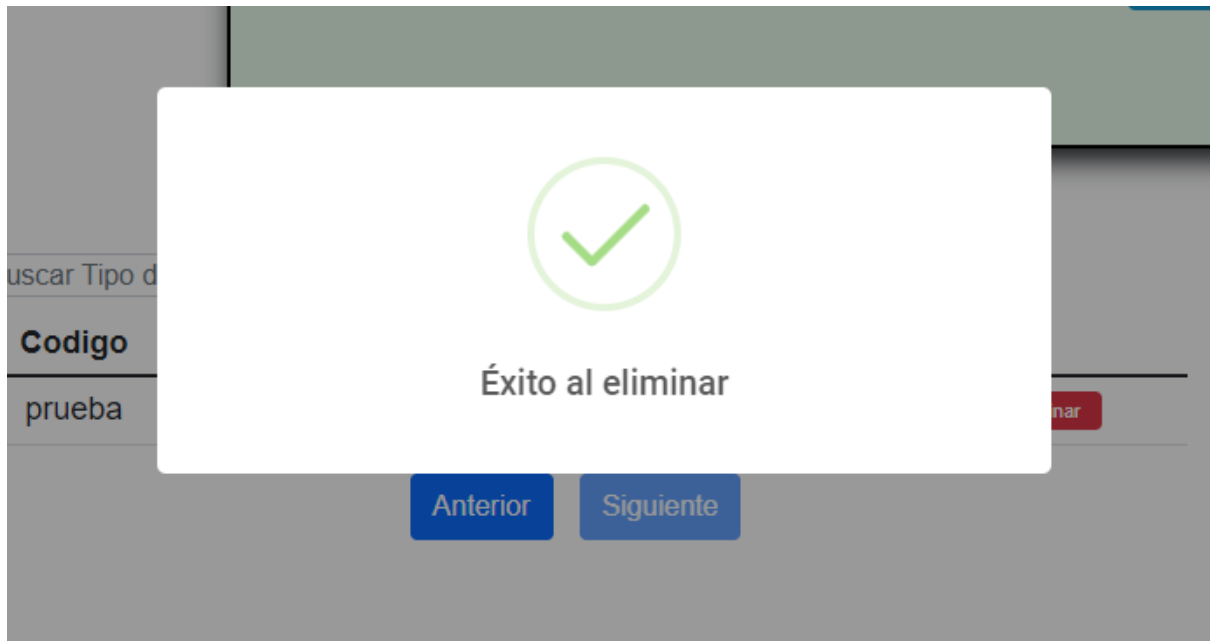 uscar Tipo d
Codigo
Éxito al eliminar
prueba
nar
Anterior
Siguiente